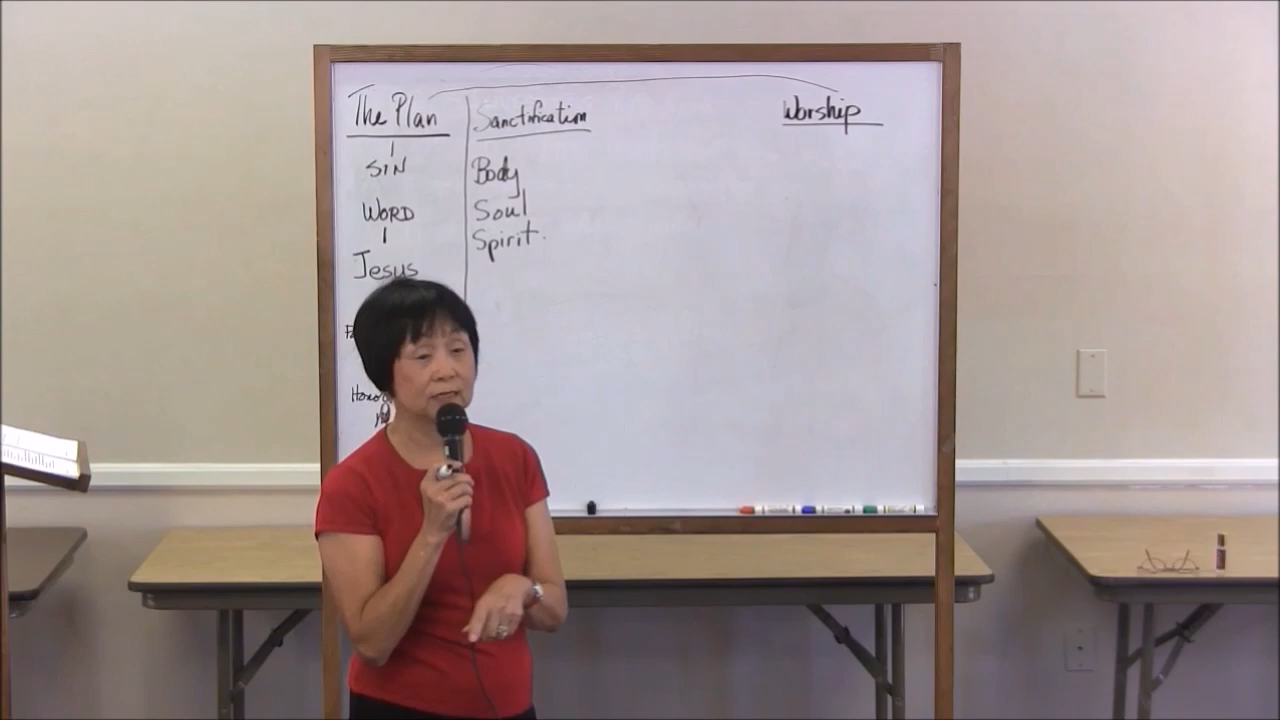 The Plan
SIN
WORD
Jesus
Sanctification
Body
Soul
Spirit.
Worship